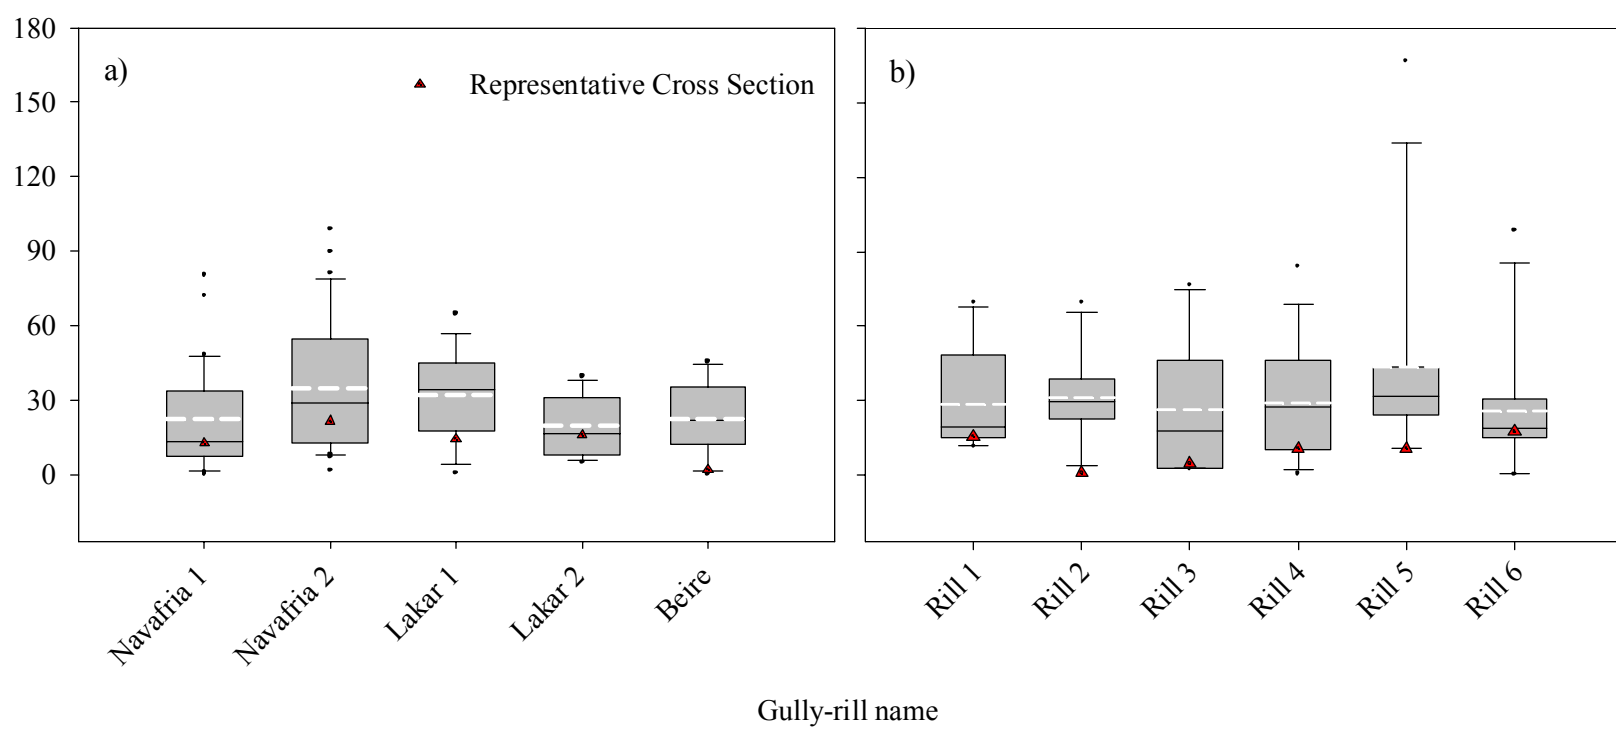 180
150
120
90
60
30
0
a)
Representative Cross Section
b)
Navafria 1
Navafria 2
Lakar 1
Lakar 2
Beire
Rill 1
Rill 2
Rill 3
Rill 4
Rill 5
Rill 6
Gully-rill name